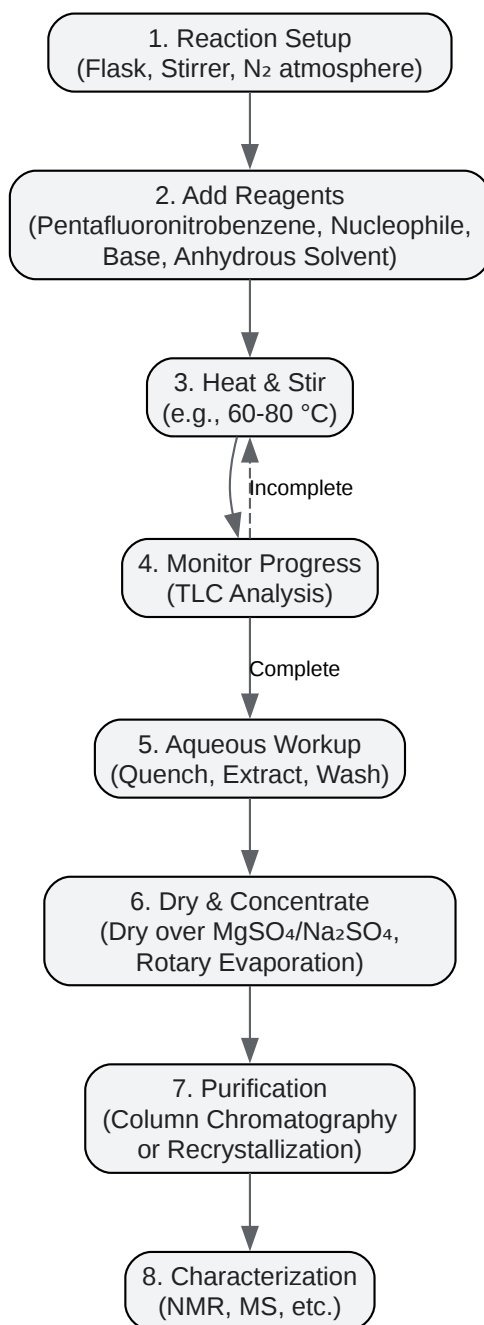 1. Reaction Setup
(Flask, Stirrer, N₂ atmosphere)
2. Add Reagents
(Pentafluoronitrobenzene, Nucleophile,
Base, Anhydrous Solvent)
3. Heat & Stir
(e.g., 60-80 °C)
Incomplete
4. Monitor Progress
(TLC Analysis)
Complete
5. Aqueous Workup
(Quench, Extract, Wash)
6. Dry & Concentrate
(Dry over MgSO₄/Na₂SO₄,
Rotary Evaporation)
7. Purification
(Column Chromatography
or Recrystallization)
8. Characterization
(NMR, MS, etc.)